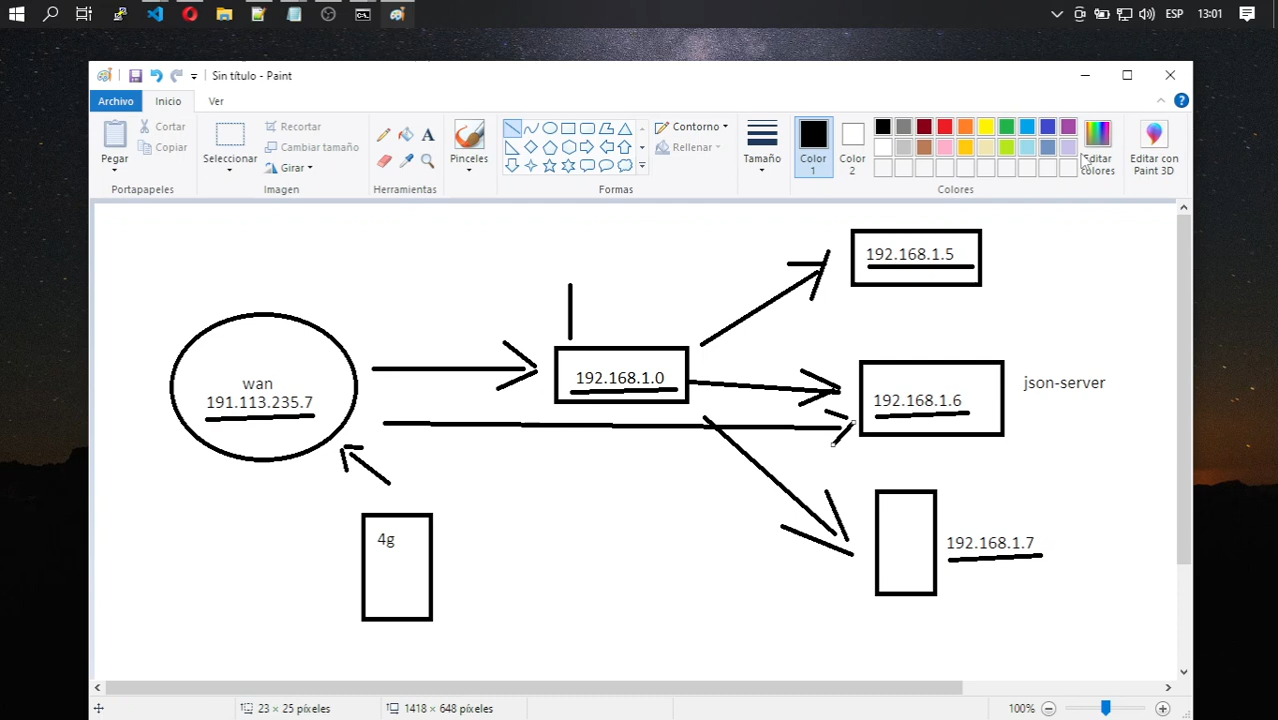 ESP
13:01
Sin título - Paint
Archivo
Inicio
Ver
Pegar
Cortar
Copiar
Portapapeles
Seleccionar
Recortar
Cambiar tamaño
Girar
Imagen
A
Herramientas
Pinceles
Contorno
Rellenar
Formas
Tamaño
Color
1
Color
2
Editar
colores
Colores
Editar con
Paint 3D
192.168.1.5
192.168.1.0
wan
191.113.235.7
json-server
192.168.1.6
4g
192.168.1.7
23 × 25 píxeles
1418 × 648 píxeles
100%